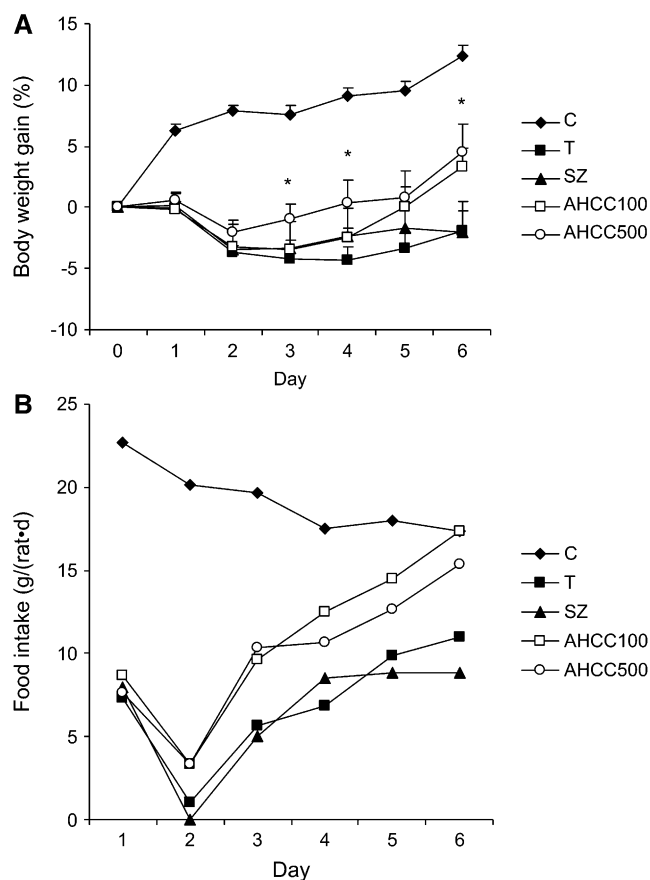 A
Body weight gain (%)
15
10
5
0
-5
-10
*
*
*
0 1 2 3 4 5 6
Day
C
T
SZ
AHCC100
AHCC500
B
Food intake (g/(rat•d)
25
20
15
10
5
0
1 2 3 4 5 6
Day
C
T
SZ
AHCC100
AHCC500